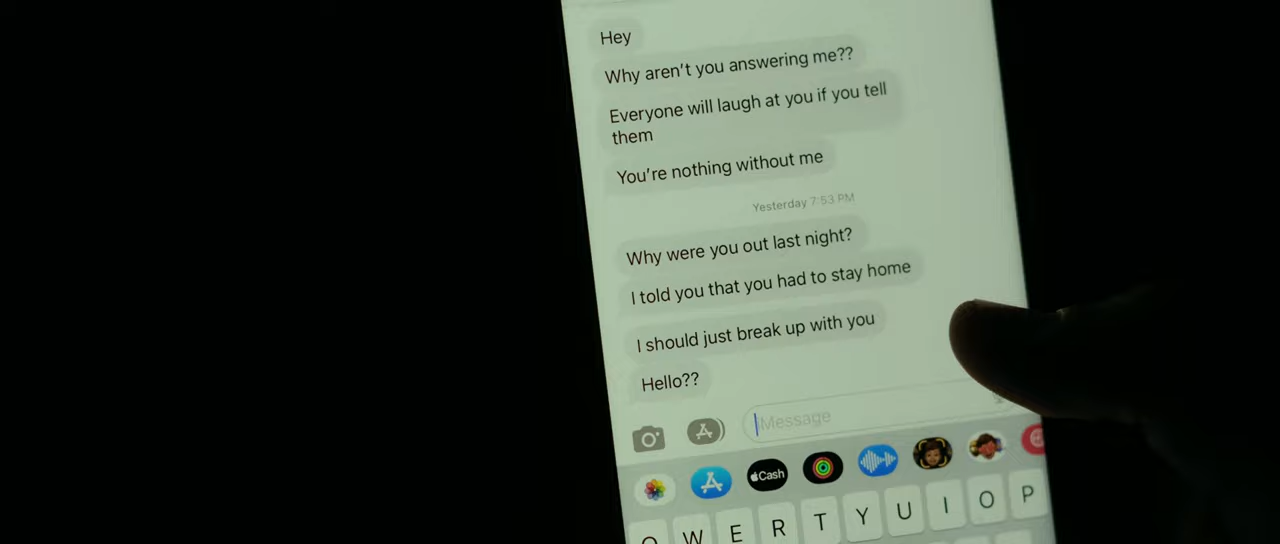 Hey
Why aren't you answering me??
Everyone will laugh at you if you tell
them
You're nothing without me
Yesterday 7:53 PM
Why were you out last night?
I told you that you had to stay home
I should just break up with you
Hello??
Message
Cash
W E R T Y U I O P